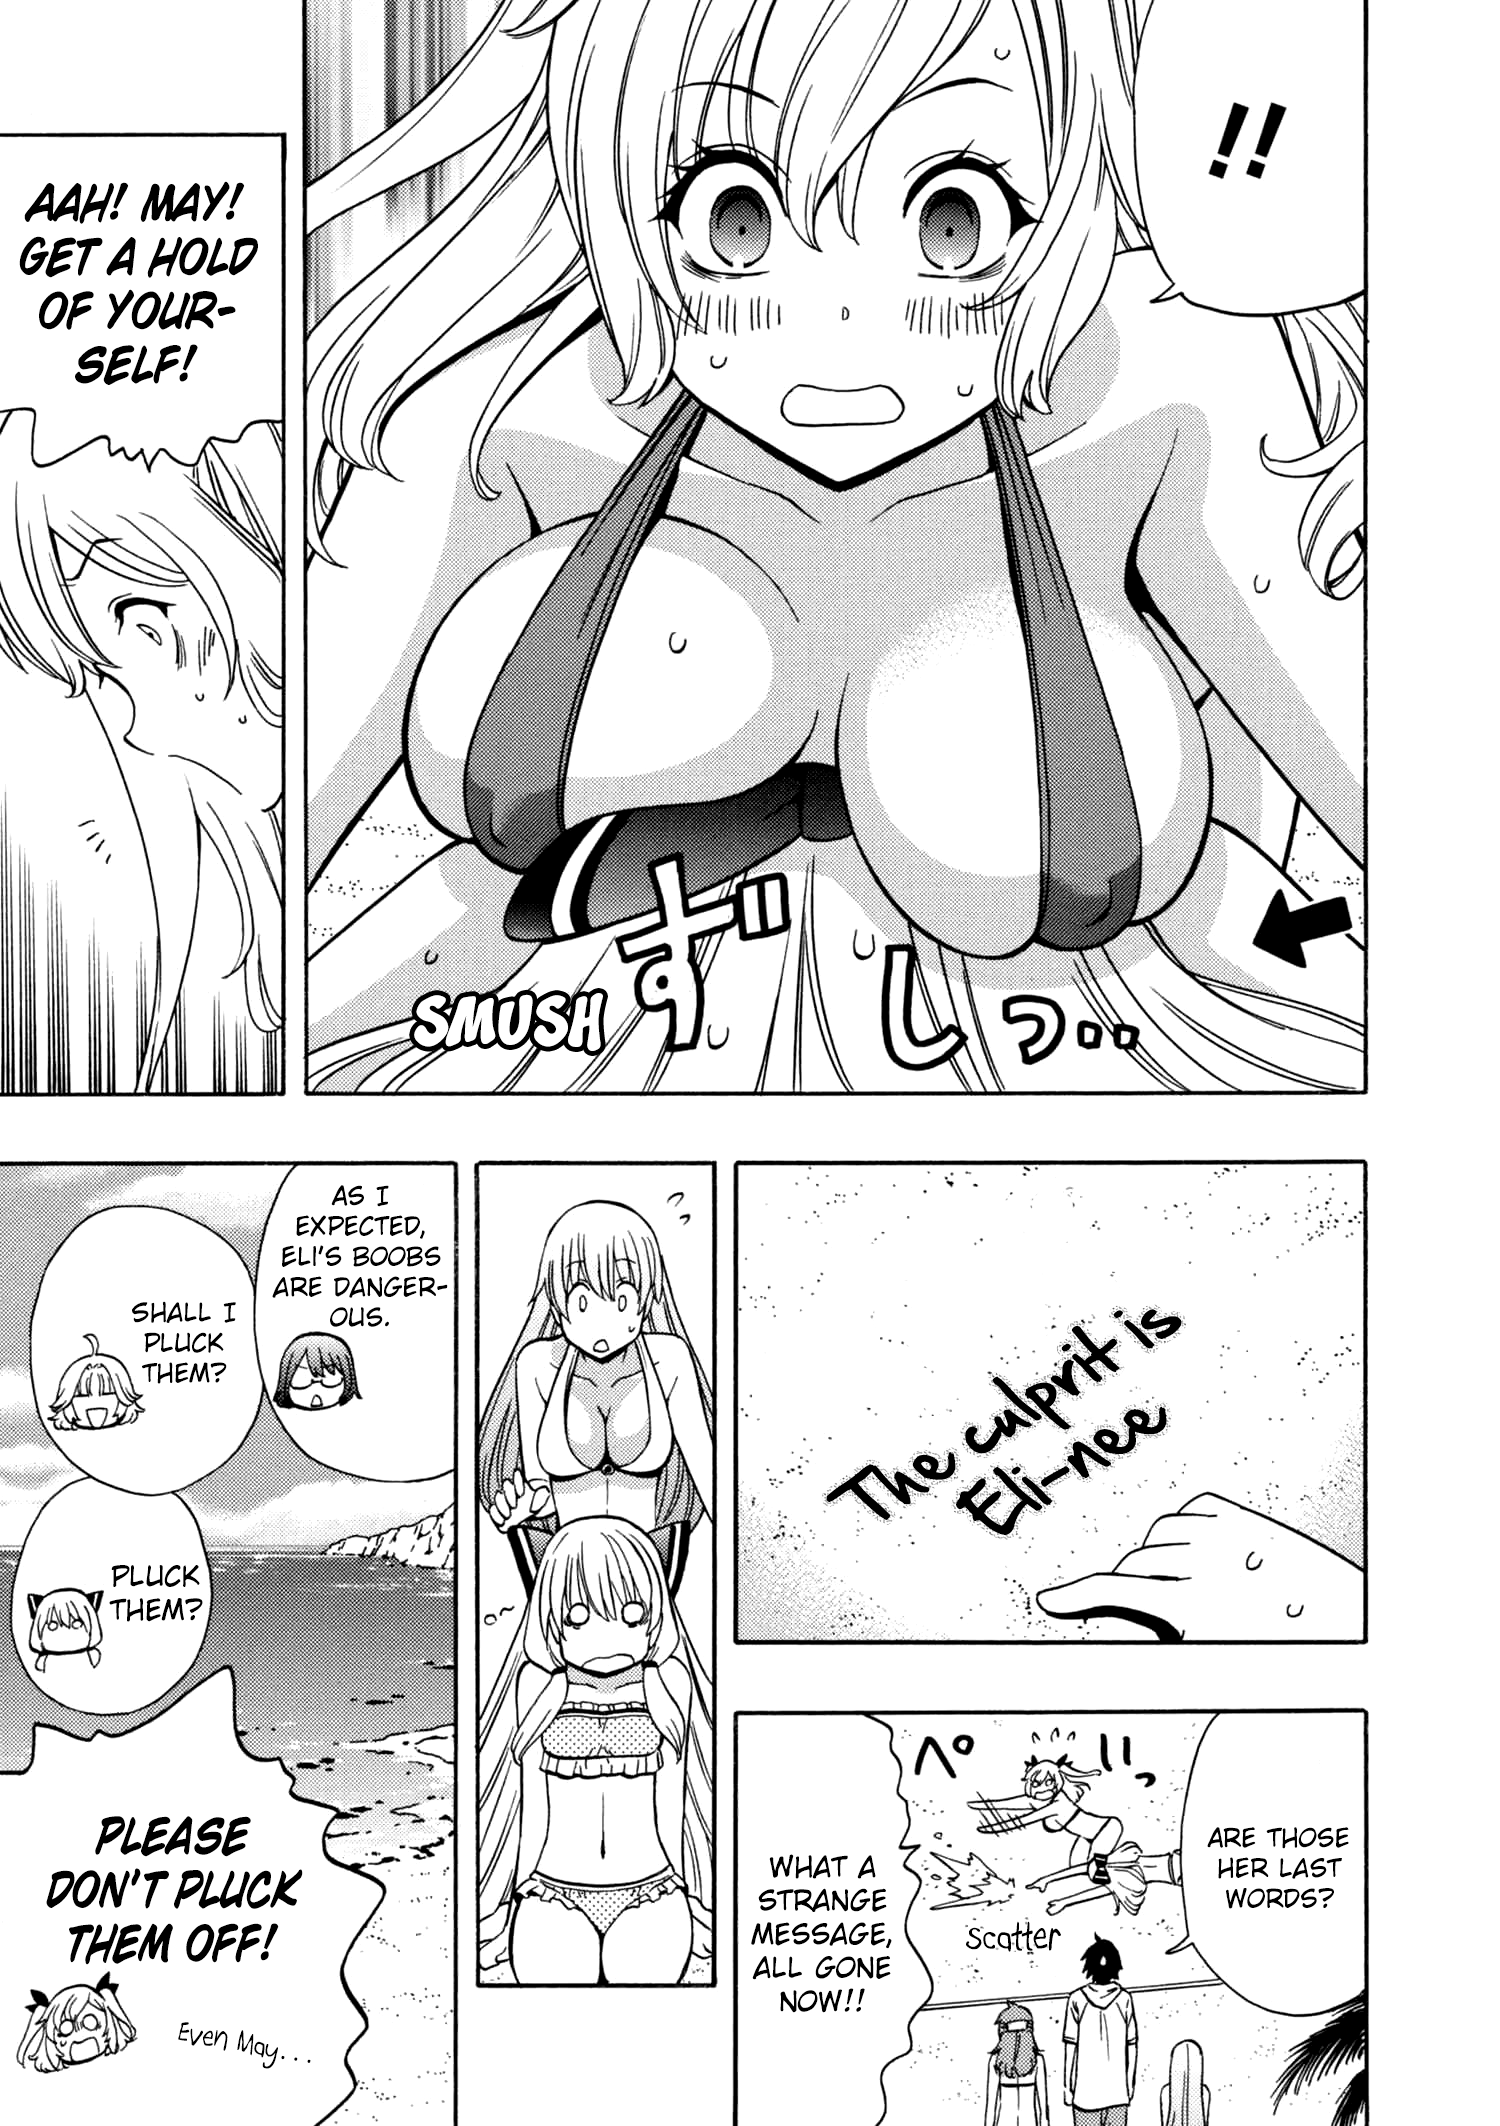 !!
ずしっ..
SMUSH
AAH! MAY!
GET A HOLD
OF YOUR-
SELF!
The culprit is
Eli-nee
ARE THOSE
HER LAST
WORDS?
ペ
scatter
WHAT A
STRANGE
MESSAGE,
ALL GONE
NOW!!
AS I
EXPECTED,
ELI'S BOOBS
ARE DANGER-
OUS.
SHALL I
PLUCK
THEM?
PLUCK
THEM?
PLEASE
DON'T PLUCK
THEM OFF!
EVEN MAY...